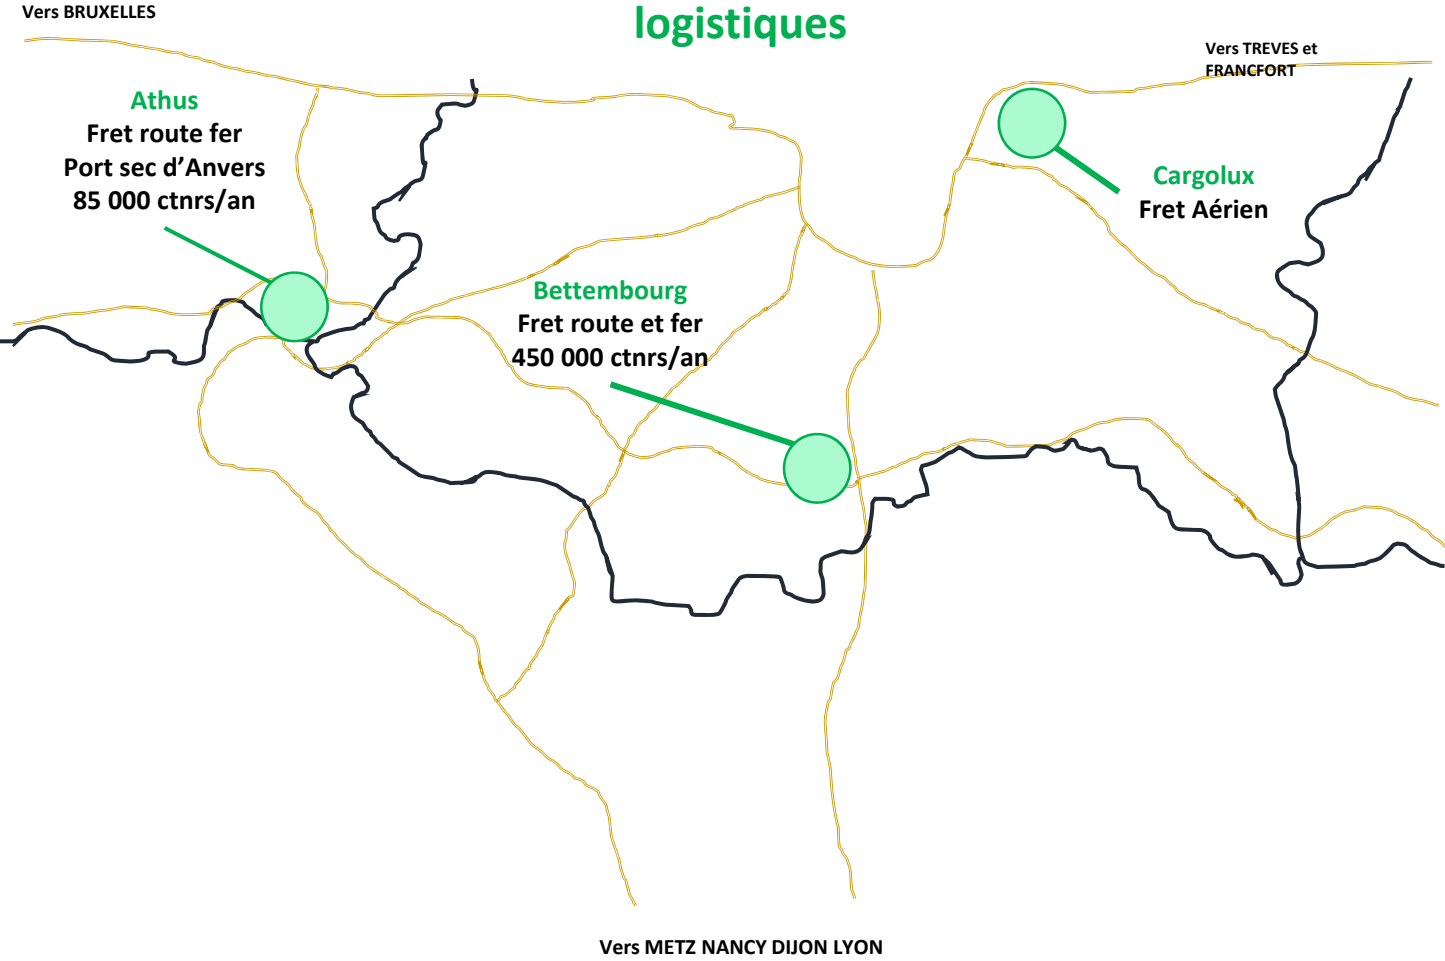 Vers BRUXELLES
logistiques
Vers TREVES et
FRANCFORT
Athus
Fret route fer
Port sec d’Anvers
85 000 ctnrs/an
Cargolux
Fret Aérien
Bettembourg
Fret route et fer
450 000 ctnrs/an
Vers METZ NANCY DIJON LYON